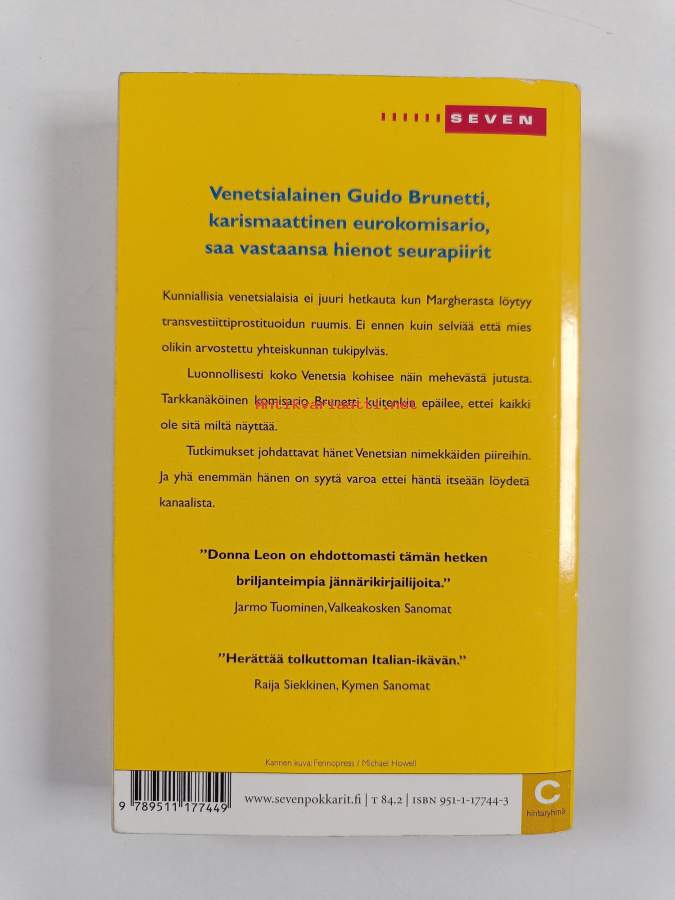 SEVEN
Venetsialainen Guido Brunetti,
karismaattinen eurokomisario,
saa vastaansa hienot seurapiirit
Kunniallisia venetsialaisia ei juuri hetkauta kun Margherasta löytyy
transvestiittiprostituoidun ruumis. Ei ennen kuin selviää että mies
olikin arvostettu yhteiskunnan tukipylväs.
Luonnollisesti koko Venetsia kohisee näin mehevästä jutusta.
Tarkkanäköinen komisario Brunetti kuitenkin epäilee, ettei kaikki
Antikvariaatti.net
ole sitä miltä näyttää.
Tutkimukset johdattavat hänet Venetsian nimekkäiden piireihin.
Ja yhä enemmän hänen on syytä varoa ettei häntä itseään löydetä
kanaalista.
”Donna Leon on ehdottomasti tämän hetken
briljanteimpia jännärikirjailijoita.”
Jarmo Tuominen, Valkeakosken Sanomat
”Herättää tolkuttoman Italian-ikävän.”
Raija Siekkinen, Kymen Sanomat
Kannen kuva: Fennopress / Michael Howell
9 789511 177449
www.sevenpokkarit.fi | T 84.2 | ISBN 951-1-17744-3
C
hintaryhmä